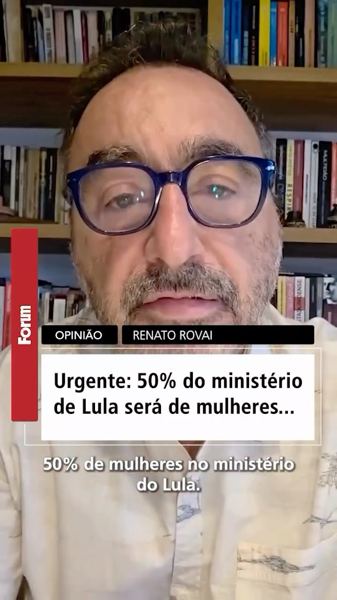 Forum
OPINIÃO
RENATO ROVAI
Urgente: 50% do ministério
de Lula será de mulheres...
50% de mulheres no ministério
do Lula.